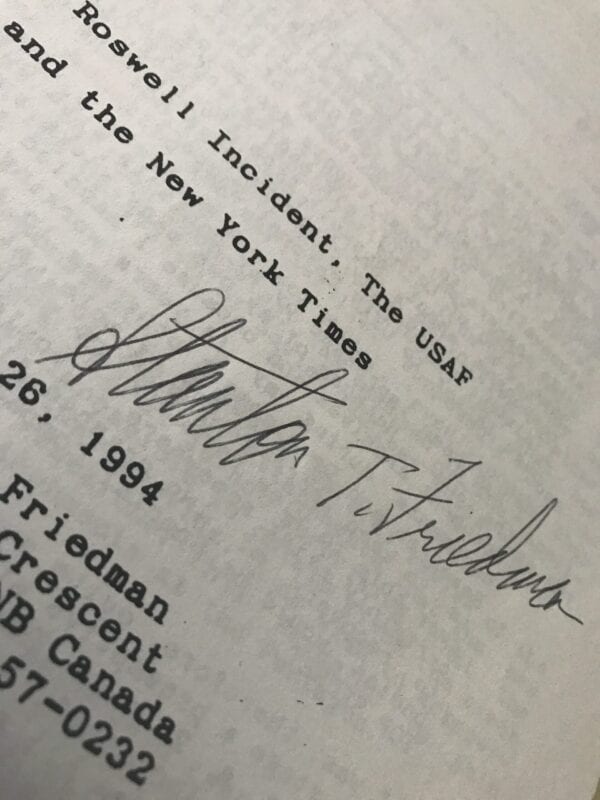 Roswell Incident, The USAF
and the New York Times
Stanton T. Friedman
26, 1994
Friedman
Crescent
NB Canada
57-0232